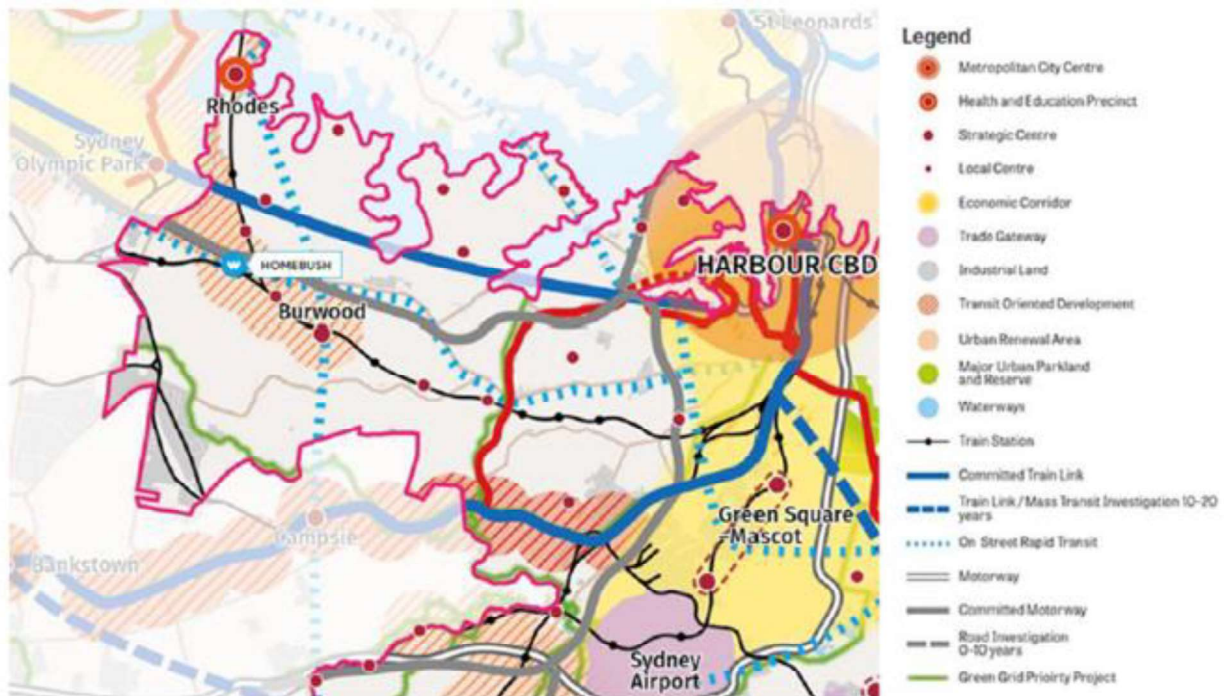 St Leonards
Rhodes
Sydney
Olympic Park
HOMEBUSH
HARBOUR CBD
Burwood
Green Square
-Mascot
Campsie
Bankstown
Sydney
Airport
Legend
Metropolitan City Centre
Health and Education Precinct
Strategic Centre
Local Centre
Economic Corridor
Trade Gateway
Industrial Land
Transit Oriented Development
Urban Renewal Area
Major Urban Parkland
and Reserve
Waterways
Train Station
Committed Train Link
Train Link/Mass Transit Investigation 10-20
years
On Street Rapid Transit
Motorway
Committed Motorway
Road Investigation
0-10 years
Green Grid Prioirty Project